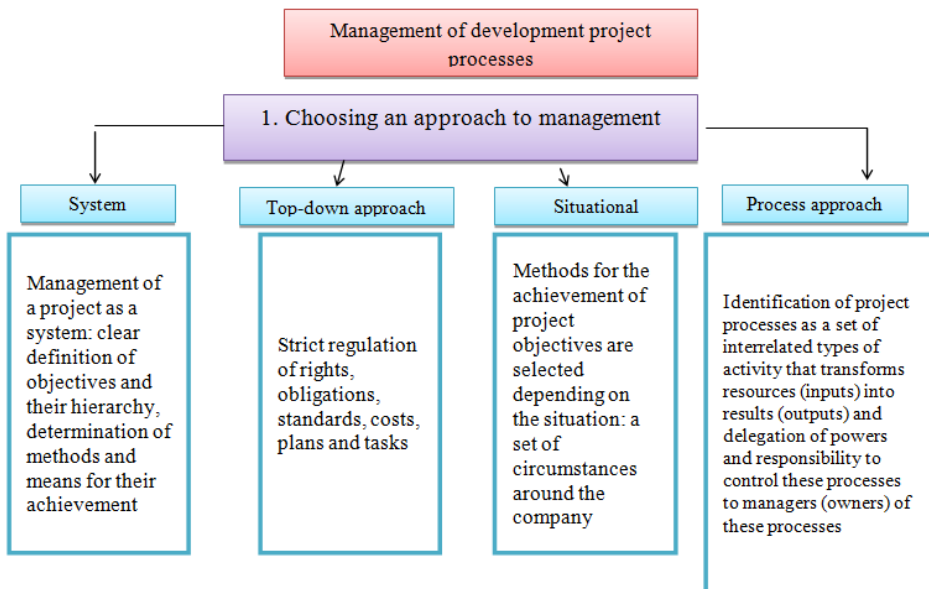 Management of development project
processes
1. Choosing an approach to management
System
Top-down approach
Situational
Process approach
Management of
a project as a
system: clear
definition of
objectives and
their hierarchy,
determination of
methods and
means for their
achievement
Strict regulation
of rights,
obligations,
standards, costs,
plans and tasks
Methods for the
achievement of
project
objectives are
selected
depending on
the situation: a
set of
circumstances
around the
company
Identification of project
processes as a set of
interrelated types of
activity that transforms
resources (inputs) into
results (outputs) and
delegation of powers
and responsibility to
control these processes
to managers (owners) of
these processes